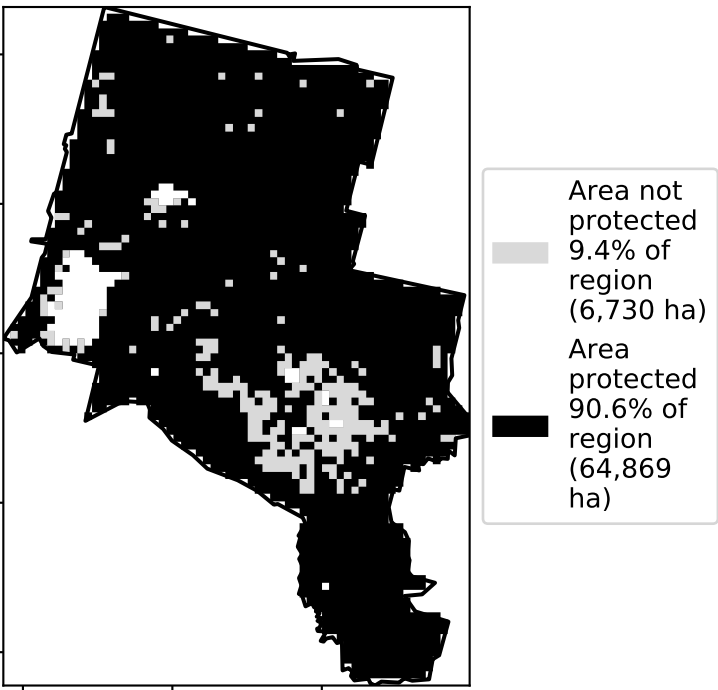 Area not
protected
9.4% of
region
(6,730 ha)
Area
protected
90.6% of
region
(64,869
ha)